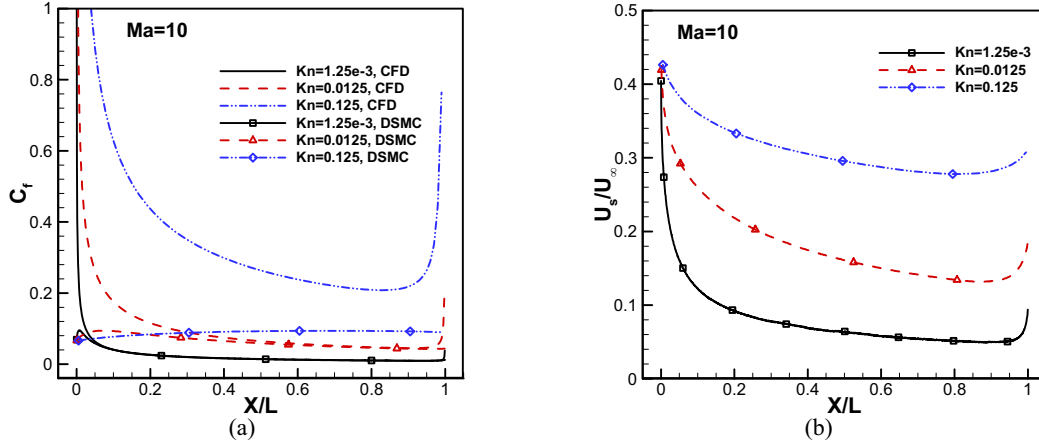 Ma=10
Kn=1.25e-3, CFD
Kn=0.0125, CFD
Kn=0.125, CFD
Kn=1.25e-3, DSMC
Kn=0.0125, DSMC
Kn=0.125, DSMC
C_f
1
0.8
0.6
0.4
0.2
0
0 0.2 0.4 0.6 0.8 1
X/L
(a)
Ma=10
Kn=1.25e-3
Kn=0.0125
Kn=0.125
U_s/U_∞
0.5
0.4
0.3
0.2
0.1
0
0 0.2 0.4 0.6 0.8 1
X/L
(b)